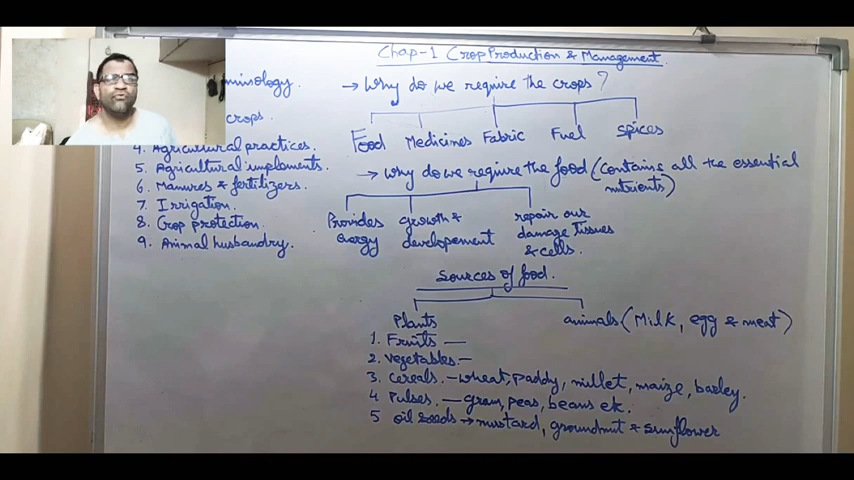 Chap-1 Crop Production & Management.
minology.
crops.
4. Agricultural practices.
5. Agricultural implements.
6. Manures & fertilizers.
7. Irrigation.
8. Crop protection.
9. Animal husbandry.
→ Why do we require the crops?
Food Medicines Fabric Fuel spices
→ why do we require the food (contains all the essential
nutrients)
Provides energy
growth & developement
repair our damage tissues & cells.
Sources of food.
Plants
animals (Milk, egg & meat)
1. Fruits —
2. Vegetables. —
3. Cereals. — wheat, paddy, millet, maize, barley.
4 Pulses. — gram, peas, beans etc.
5 oil seeds → mustard, groundnut & sunflower